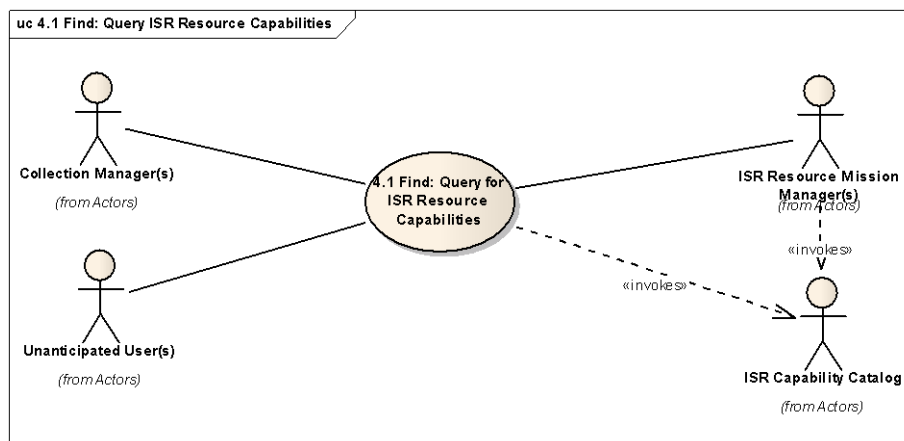 uc 4.1 Find: Query ISR Resource Capabilities
Collection Manager(s)
(from Actors)
4.1 Find: Query for
ISR Resource
Capabilities
ISR Resource Mission
Manager(s)
(from Actors)
«invokes»
«invokes»
Unanticipated User(s)
(from Actors)
ISR Capability Catalog
(from Actors)